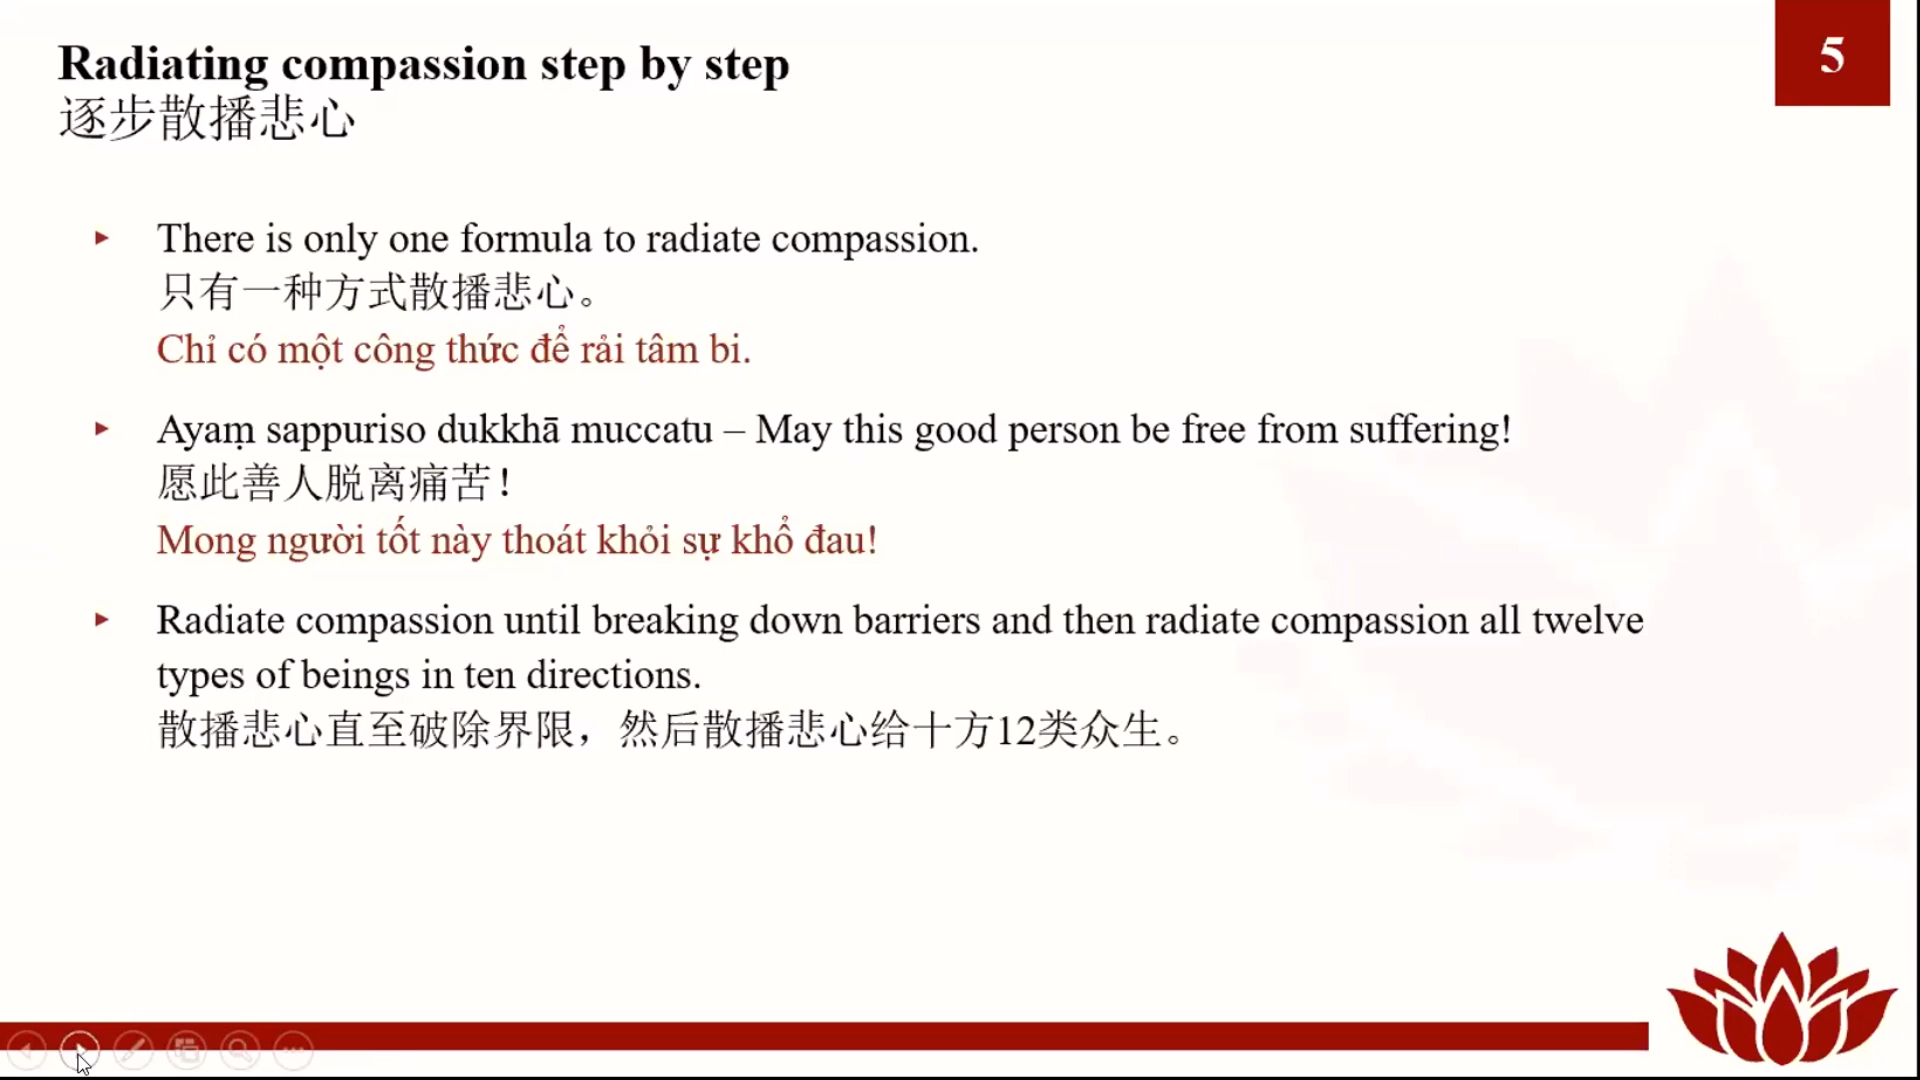 Radiating compassion step by step
逐步散播悲心
5
There is only one formula to radiate compassion.
只有一种方式散播悲心。
Chỉ có một công thức để rải tâm bi.
Ayaṃ sappuriso dukkhā muccatu – May this good person be free from suffering!
愿此善人脱离痛苦！
Mong người tốt này thoát khỏi sự khổ đau!
Radiate compassion until breaking down barriers and then radiate compassion all twelve
types of beings in ten directions.
散播悲心直至破除界限，然后散播悲心给十方12类众生。